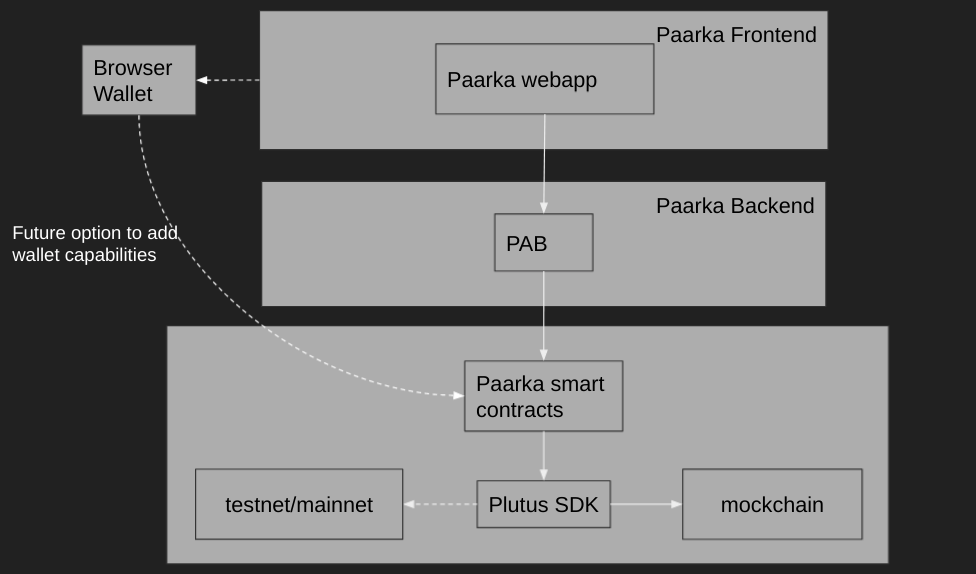 Paarka Frontend
Browser
Wallet
Paarka webapp
Paarka Backend
Future option to add
wallet capabilities
PAB
Paarka smart
contracts
testnet/mainnet
Plutus SDK
mockchain